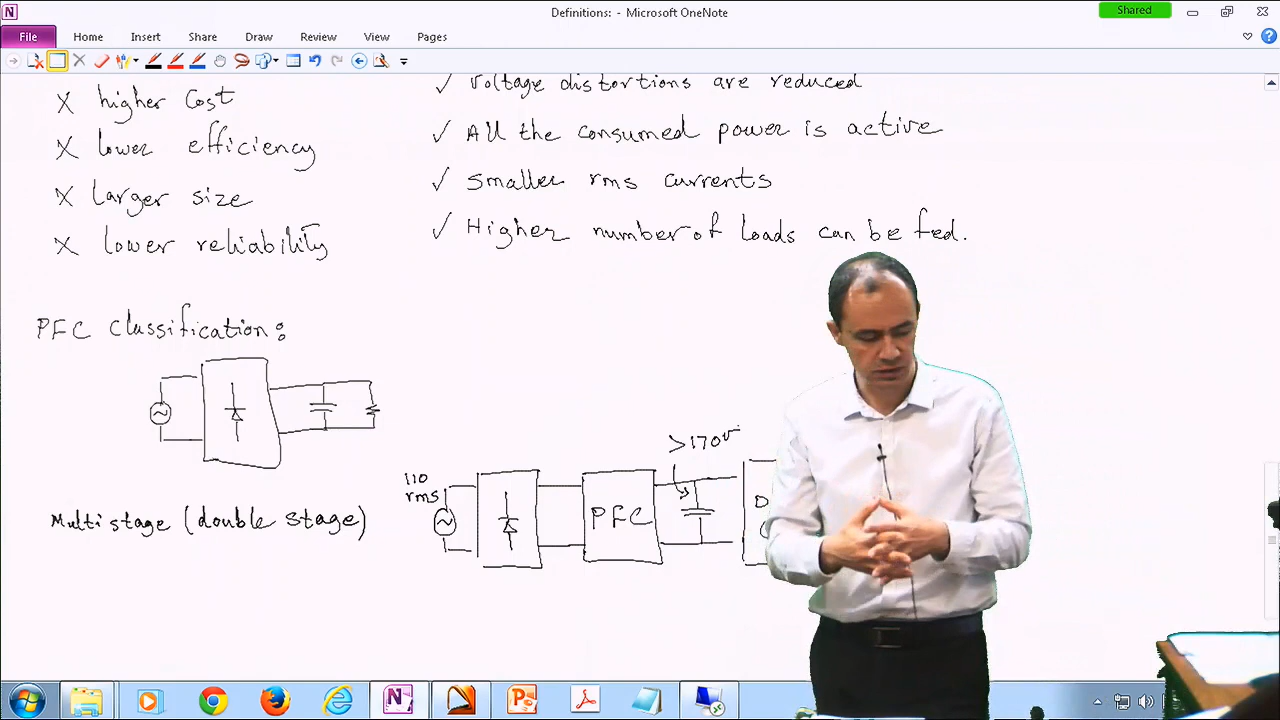 Definitions: - Microsoft OneNote
Shared
File Home Insert Share Draw Review View Pages
X higher Cost
X lower efficiency
X larger size
X lower reliability
✓ Voltage distortions are reduced
✓ All the consumed power is active
✓ Smaller rms currents
✓ Higher number of loads can be fed.
PFC Classification:
Multi stage (double stage)
110
rms
PFC
>170v
D